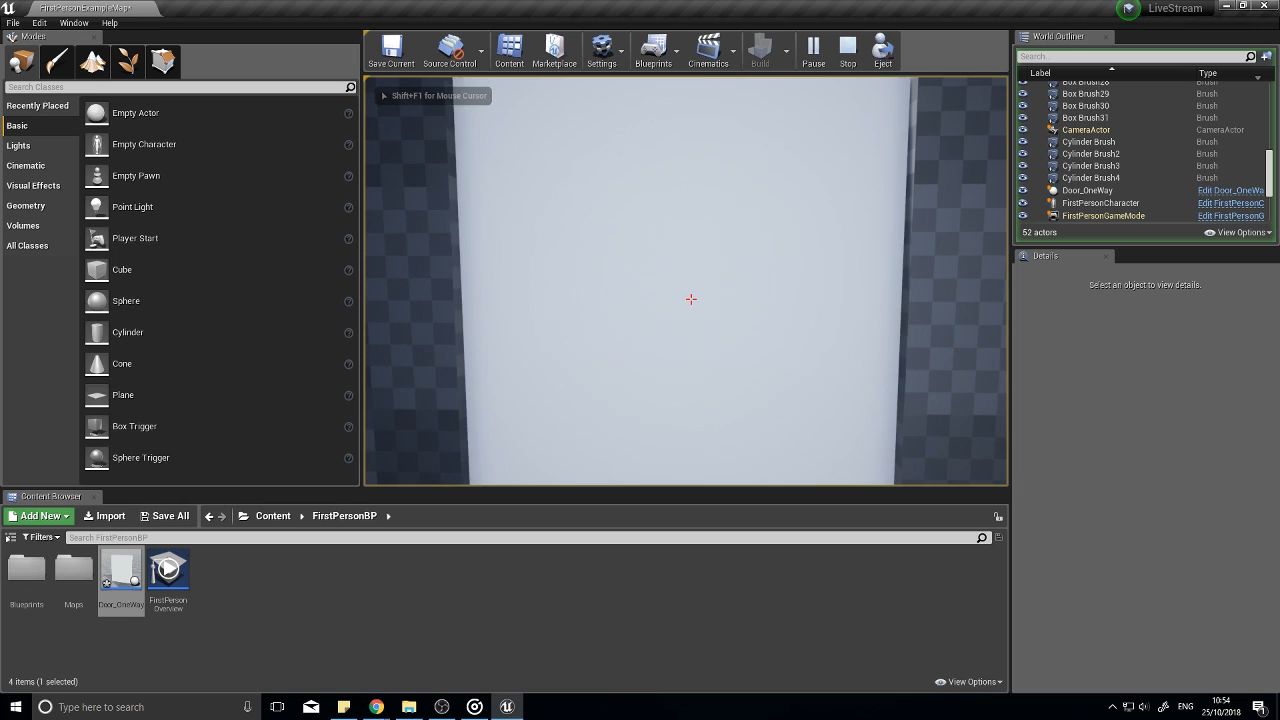 FirstPersonExampleMap*
LiveStream
File Edit Window Help
Modes
World Outliner
Save Current
Source Control
Content
Marketplace
Settings
Blueprints
Cinematics
Build
Pause
Stop
Eject
Search Classes
Search...
Label Type
Recently Placed
Basic
Lights
Cinematic
Visual Effects
Geometry
Volumes
All Classes
Empty Actor
Empty Character
Empty Pawn
Point Light
Player Start
Cube
Sphere
Cylinder
Cone
Plane
Box Trigger
Sphere Trigger
Shift+F1 for Mouse Cursor
Box Brush28 Brush
Box Brush29 Brush
Box Brush30 Brush
Box Brush31 Brush
CameraActor CameraActor
Cylinder Brush Brush
Cylinder Brush2 Brush
Cylinder Brush3 Brush
Cylinder Brush4 Brush
Door_OneWay Edit Door_OneWa
FirstPersonCharacter Edit FirstPersonC
FirstPersonGameMode Edit FirstPersonG
52 actors View Options
Details
Select an object to view details.
Content Browser
Add New Import Save All Content FirstPersonBP
Filters Search FirstPersonBP
Blueprints
Maps
Door_OneWay
FirstPerson
Overview
4 items (1 selected) View Options
Type here to search
ENG
10:54
25/10/2018